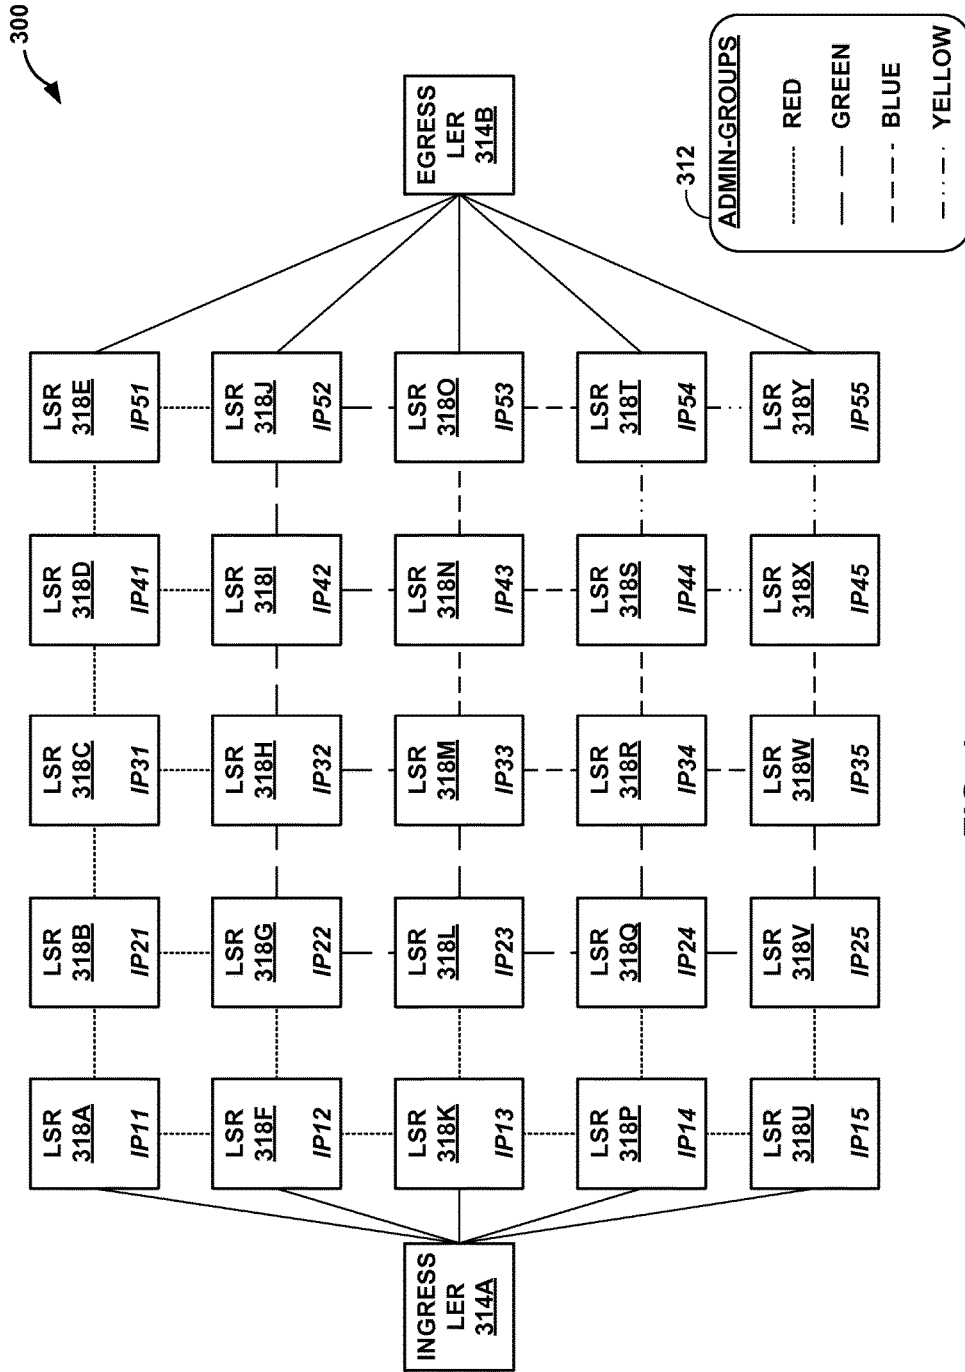 300
LSR
318A
IP11
LSR
318B
IP21
LSR
318C
IP31
LSR
318D
IP41
LSR
318E
IP51
LSR
318F
IP12
LSR
318G
IP22
LSR
318H
IP32
LSR
318I
IP42
LSR
318J
IP52
INGRESS
LER
314A
LSR
318K
IP13
LSR
318L
IP23
LSR
318M
IP33
LSR
318N
IP43
LSR
318O
IP53
EGRESS
LER
314B
LSR
318P
IP14
LSR
318Q
IP24
LSR
318R
IP34
LSR
318S
IP44
LSR
318T
IP54
LSR
318U
IP15
LSR
318V
IP25
LSR
318W
IP35
LSR
318X
IP45
LSR
318Y
IP55
312
ADMIN-GROUPS
RED
GREEN
BLUE
YELLOW